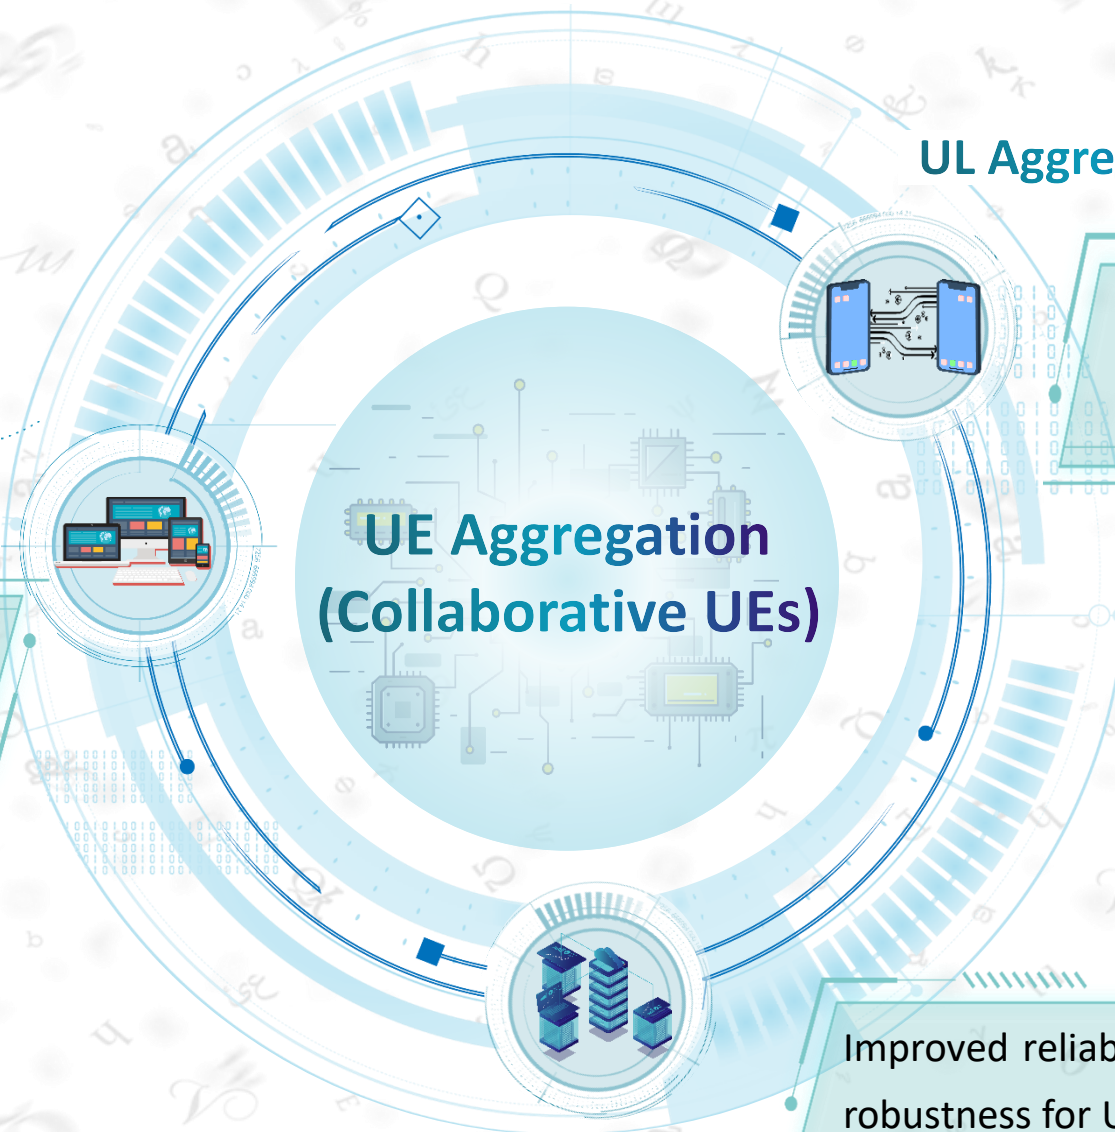 UL Aggre
UE Aggregation
(Collaborative UEs)
Improved reliab
robustness for U